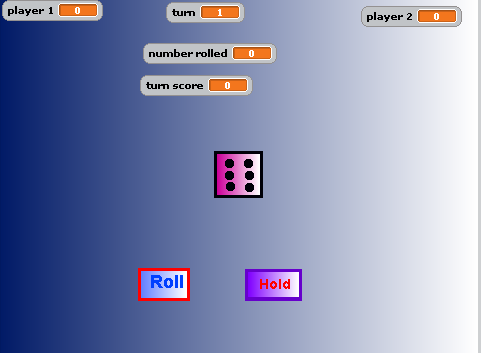 player 1 0
turn 1
player 2 0
number rolled 0
turn score 0
Roll
Hold